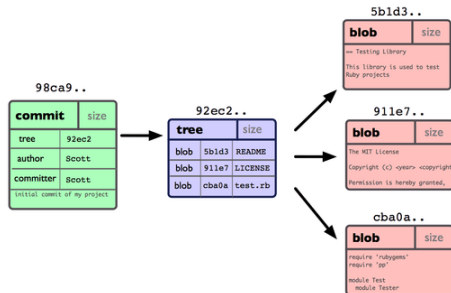 98ca9..
commit size
tree 92ec2
author Scott
committer Scott
initial commit of my project
92ec2..
tree size
blob 5b1d3 README
blob 911e7 LICENSE
blob cba0a test.rb
5b1d3..
blob size
== Testing Library
This library is used to test
Ruby projects
911e7..
blob size
The MIT License
Copyright (c) <year> <copyright
Permission is hereby granted,
cba0a..
blob size
require 'rubygems'
require 'pp'
module Test
module Tester